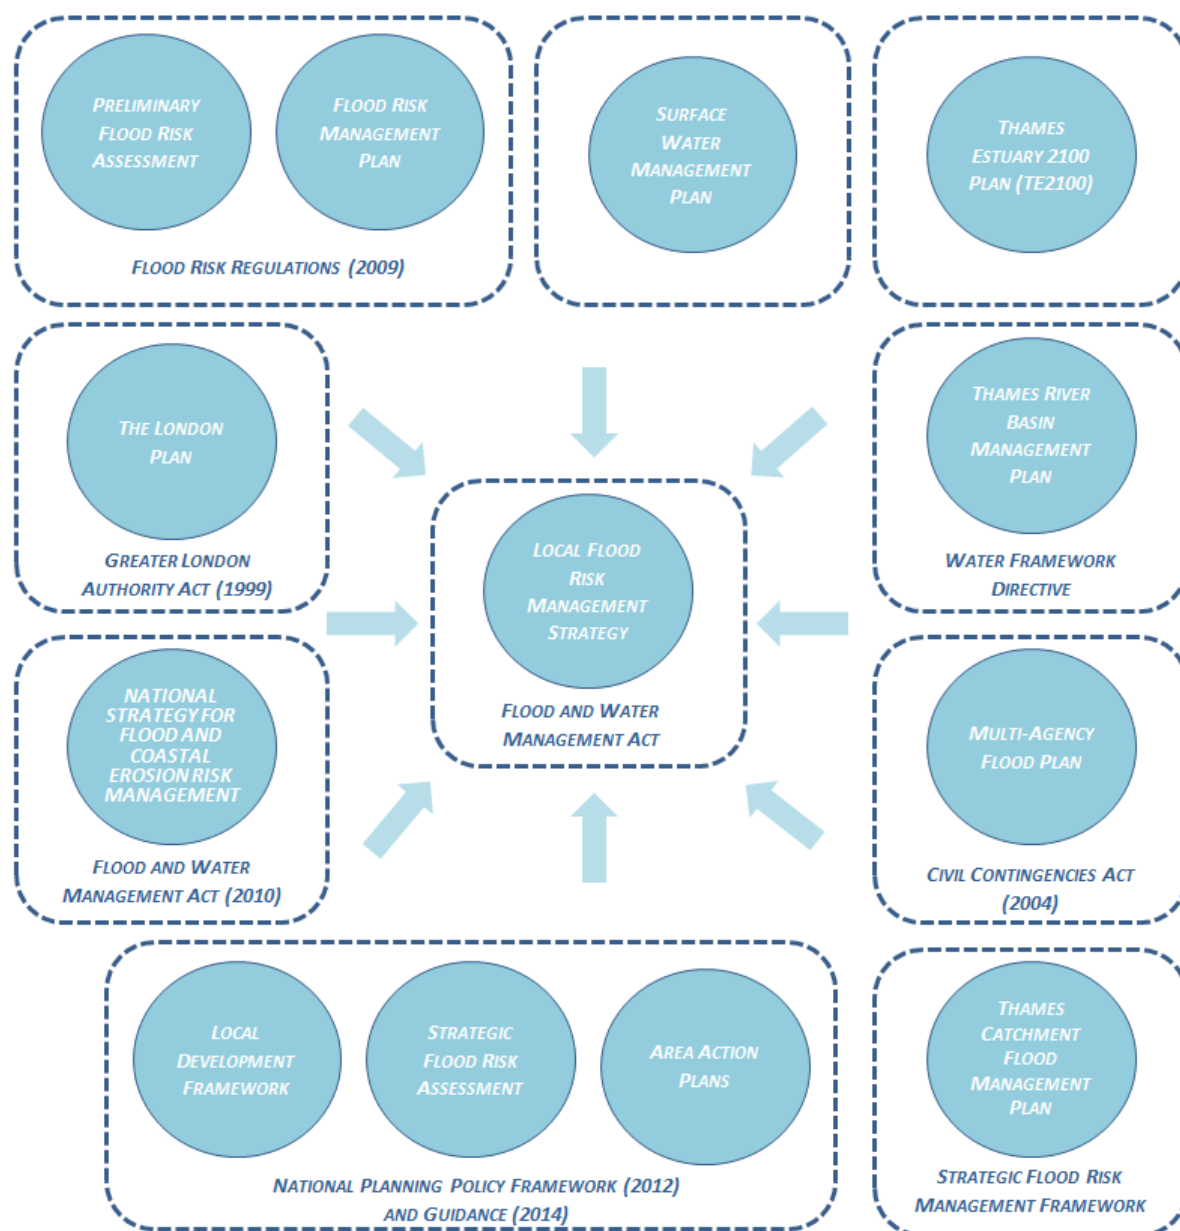 PRELIMINARY
FLOOD RISK
ASSESSMENT
FLOOD RISK
MANAGEMENT
PLAN
FLOOD RISK REGULATIONS (2009)
SURFACE
WATER
MANAGEMENT
PLAN
THAMES
ESTUARY 2100
PLAN (TE2100)
THE LONDON
PLAN
GREATER LONDON
AUTHORITY ACT (1999)
LOCAL FLOOD
RISK
MANAGEMENT
STRATEGY
FLOOD AND WATER
MANAGEMENT ACT
THAMES RIVER
BASIN
MANAGEMENT
PLAN
WATER FRAMEWORK
DIRECTIVE
NATIONAL
STRATEGY FOR
FLOOD AND
COASTAL
EROSION RISK
MANAGEMENT
FLOOD AND WATER
MANAGEMENT ACT (2010)
MULTI-AGENCY
FLOOD PLAN
CIVIL CONTINGENCIES ACT
(2004)
LOCAL
DEVELOPMENT
FRAMEWORK
STRATEGIC
FLOOD RISK
ASSESSMENT
AREA ACTION
PLANS
NATIONAL PLANNING POLICY FRAMEWORK (2012)
AND GUIDANCE (2014)
THAMES
CATCHMENT
FLOOD
MANAGEMENT
PLAN
STRATEGIC FLOOD RISK
MANAGEMENT FRAMEWORK